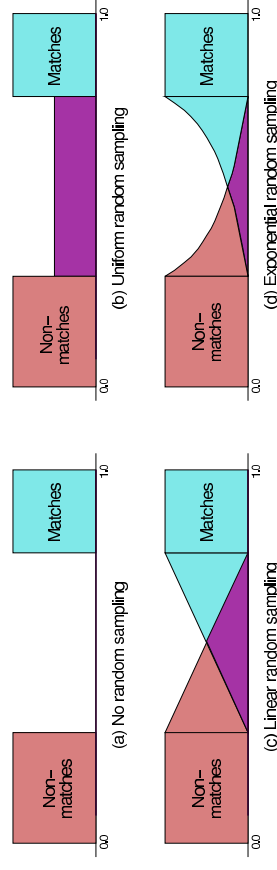 Non−
matches
Matches
0.0
1.0
(a) No random sampling
Non−
matches
Matches
0.0
1.0
(b) Uniform random sampling
Non−
matches
Matches
0.0
1.0
(c) Linear random sampling
Non−
matches
Matches
0.0
1.0
(d) Exponential random sampling